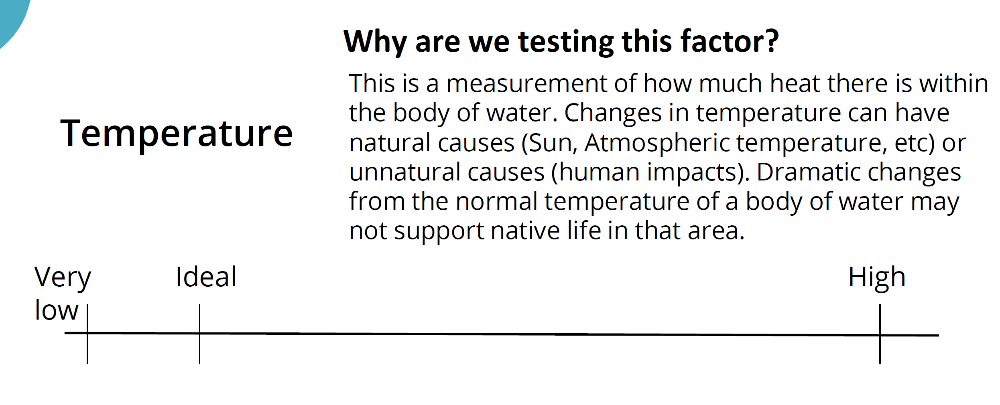 Why are we testing this factor?
Temperature
This is a measurement of how much heat there is within
the body of water. Changes in temperature can have
natural causes (Sun, Atmospheric temperature, etc) or
unnatural causes (human impacts). Dramatic changes
from the normal temperature of a body of water may
not support native life in that area.
Very
low
Ideal
High